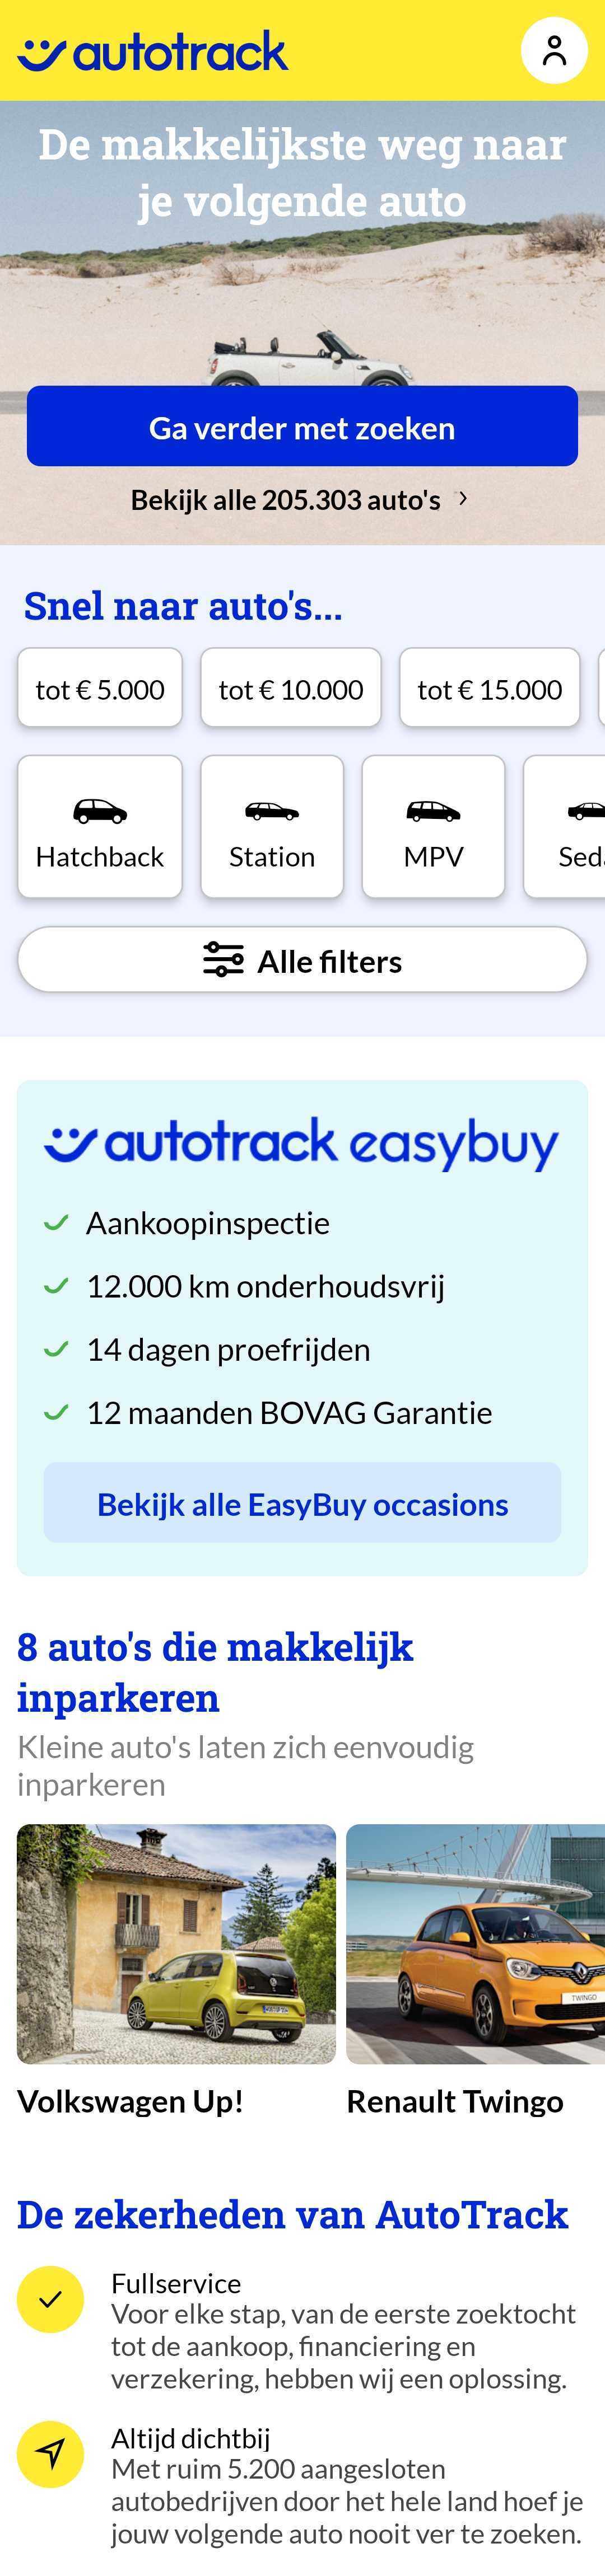 autotrack
De makkelijkste weg naar
je volgende auto
Ga verder met zoeken
Bekijk alle 205.303 auto's
Snel naar auto's...
tot € 5.000
tot € 10.000
tot € 15.000
Hatchback
Station
MPV
Sed
Alle filters
autotrack easybuy
Aankoopinspectie
12.000 km onderhoudsvrij
14 dagen proefrijden
12 maanden BOVAG Garantie
Bekijk alle EasyBuy occasions
8 auto's die makkelijk
inparkeren
Kleine auto's laten zich eenvoudig
inparkeren
TWINGO
Volkswagen Up!
Renault Twingo
De zekerheden van AutoTrack
Fullservice
Voor elke stap, van de eerste zoektocht
tot de aankoop, financiering en
verzekering, hebben wij een oplossing.
Altijd dichtbij
Met ruim 5.200 aangesloten
autobedrijven door het hele land hoef je
jouw volgende auto nooit ver te zoeken.